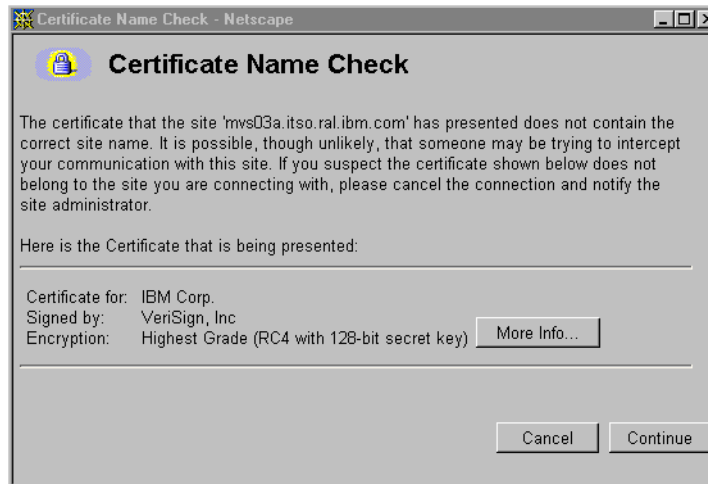 Certificate Name Check - Netscape
Certificate Name Check
The certificate that the site 'mvs03a.itso.ral.ibm.com' has presented does not contain the
correct site name. It is possible, though unlikely, that someone may be trying to intercept
your communication with this site. If you suspect the certificate shown below does not
belong to the site you are connecting with, please cancel the connection and notify the
site administrator.
Here is the Certificate that is being presented:
Certificate for: IBM Corp.
Signed by: VeriSign, Inc
Encryption: Highest Grade (RC4 with 128-bit secret key) More Info...
Cancel Continue